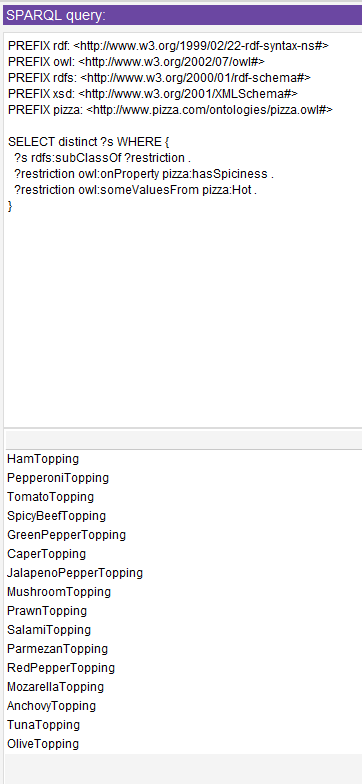 SPARQL query:
PREFIX rdf: <http://www.w3.org/1999/02/22-rdf-syntax-ns#>
PREFIX owl: <http://www.w3.org/2002/07/owl#>
PREFIX rdfs: <http://www.w3.org/2000/01/rdf-schema#>
PREFIX xsd: <http://www.w3.org/2001/XMLSchema#>
PREFIX pizza: <http://www.pizza.com/ontologies/pizza.owl#>
SELECT distinct ?s WHERE {
?s rdfs:subClassOf ?restriction .
?restriction owl:onProperty pizza:hasSpiciness .
?restriction owl:someValuesFrom pizza:Hot .
}
HamTopping
PepperoniTopping
TomatoTopping
SpicyBeefTopping
GreenPepperTopping
CaperTopping
JalapenoPepperTopping
MushroomTopping
PrawnTopping
SalamiTopping
ParmezanTopping
RedPepperTopping
MozarellaTopping
AnchovyTopping
TunaTopping
OliveTopping